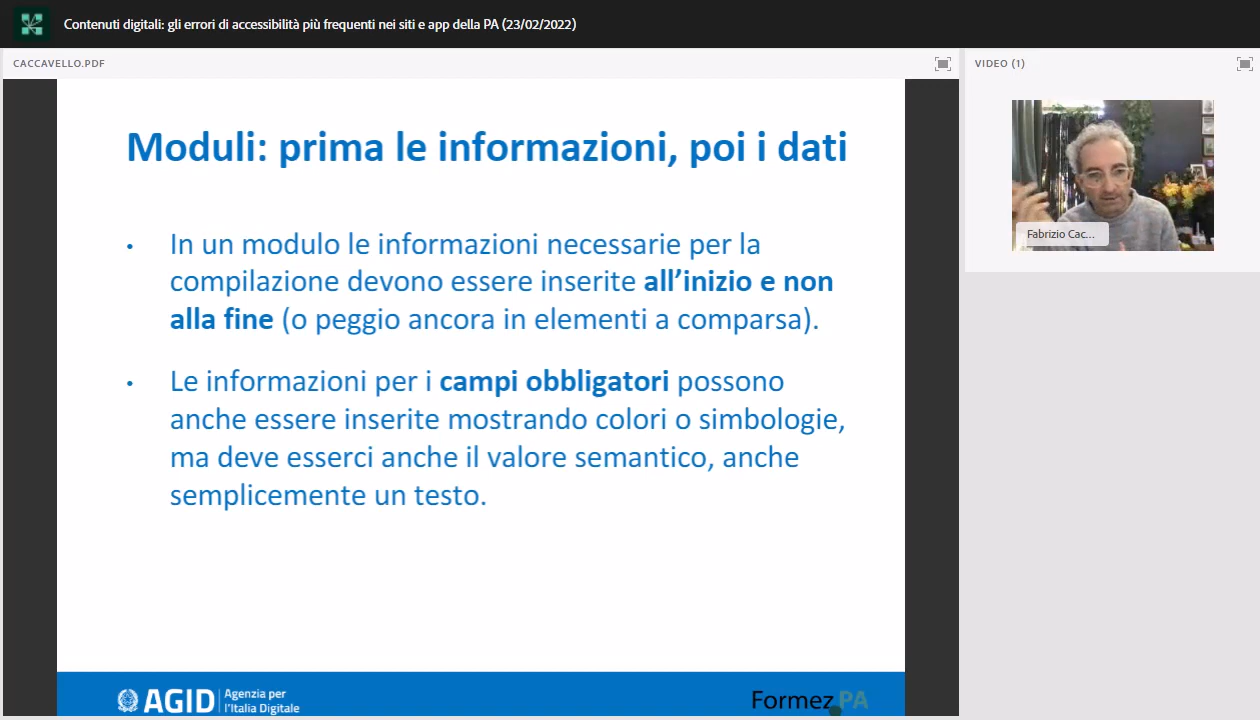 Contenuti digitali: gli errori di accessibilità più frequenti nei siti e app della PA (23/02/2022)
CACCAVELLO.PDF
VIDEO (1)
Moduli: prima le informazioni, poi i dati
• In un modulo le informazioni necessarie per la
compilazione devono essere inserite all’inizio e non
alla fine (o peggio ancora in elementi a comparsa).
• Le informazioni per i campi obbligatori possono
anche essere inserite mostrando colori o simbologie,
ma deve esserci anche il valore semantico, anche
semplicemente un testo.
Fabrizio Cac...
AGID
Agenzia per
l'Italia Digitale
Formez PA